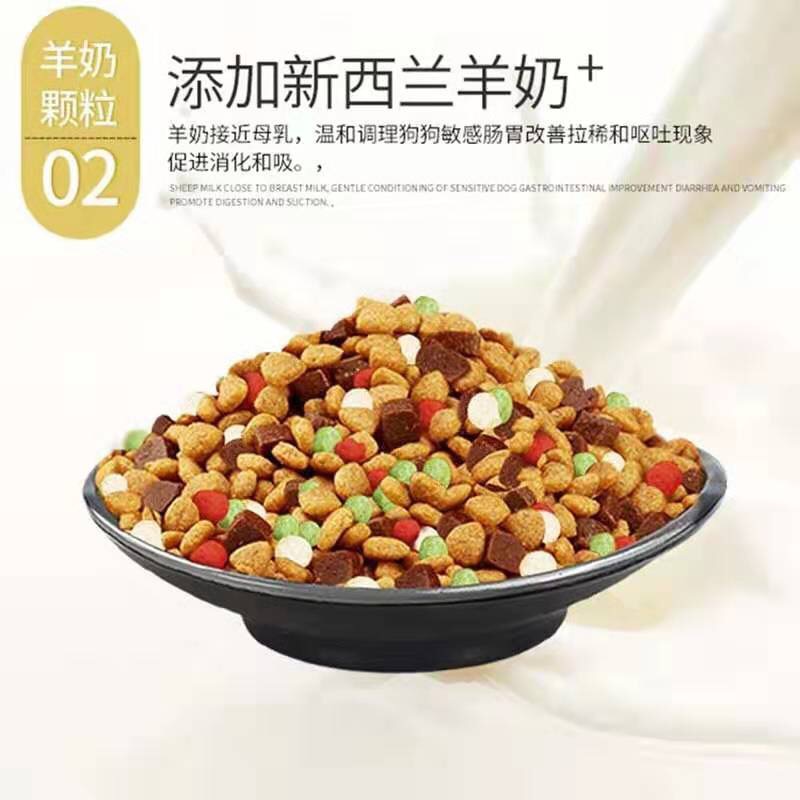 羊奶
颗粒
02
添加新西兰羊奶+
羊奶接近母乳，温和调理狗狗敏感肠胃改善拉稀和呕吐现象
促进消化和吸。，
SHEEP MILK CLOSE TO BREAST MILK, GENTLE CONDITIONING OF SENSITIVE DOG GASTROINTESTINAL IMPROVEMENT DIARRHEA AND VOMITING
PROMOTE DIGESTION AND SUCTION. ,